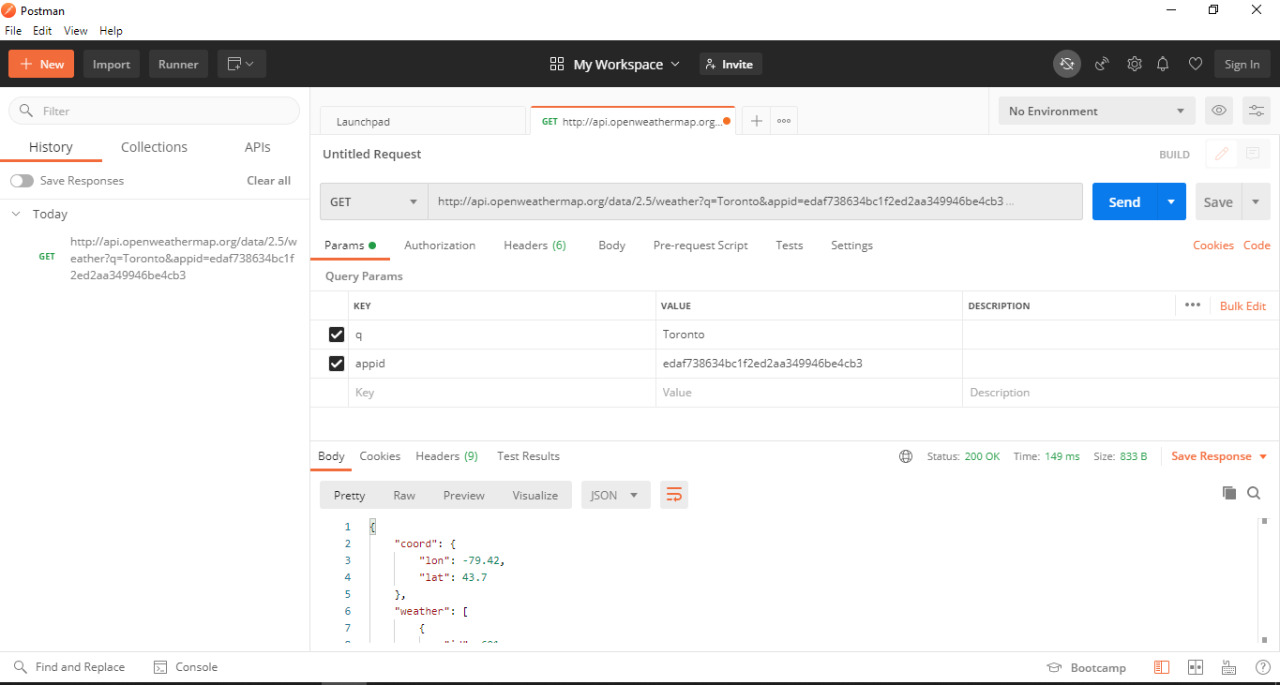 Postman
File Edit View Help
New Import Runner My Workspace Invite Sign In
Filter
History Collections APIs
Save Responses Clear all
Today
GET http://api.openweathermap.org/data/2.5/w
eather?q=Toronto&appid=edaf738634bc1f
2ed2aa349946be4cb3
Launchpad GET http://api.openweathermap.org... No Environment
Untitled Request BUILD
GET http://api.openweathermap.org/data/2.5/weather?q=Toronto&appid=edaf738634bc1f2ed2aa349946be4cb3 ... Send Save
Params Authorization Headers (6) Body Pre-request Script Tests Settings Cookies Code
Query Params
KEY VALUE DESCRIPTION ••• Bulk Edit
q Toronto
appid edaf738634bc1f2ed2aa349946be4cb3
Key Value Description
Body Cookies Headers (9) Test Results Status: 200 OK Time: 149 ms Size: 833 B Save Response
Pretty Raw Preview Visualize JSON
1 {
2 "coord": {
3 "lon": -79.42,
4 "lat": 43.7
5 },
6 "weather": [
7 {
Find and Replace Console Bootcamp